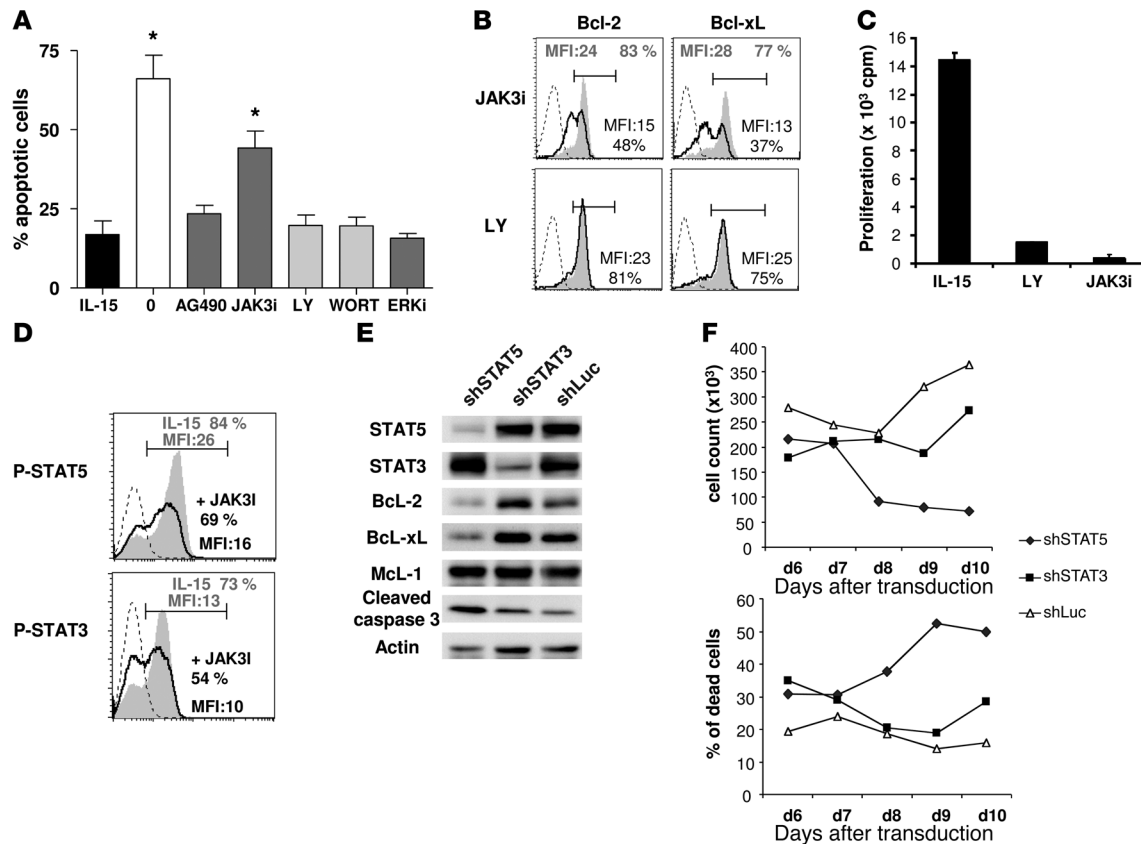 A
% apoptotic cells
75
50
25
0
*
*
IL-15 0 AG490 JAK3i LY WORT ERKi
B
Bcl-2 Bcl-xL
JAK3i
MFI:24 83 %
MFI:15
48%
MFI:28 77 %
MFI:13
37%
LY
MFI:23
81%
MFI:25
75%
C
Proliferation (x 10³ cpm)
16
14
12
10
8
6
4
2
0
IL-15 LY JAK3i
D
P-STAT5
IL-15 84 %
MFI:26
+ JAK3I
69 %
MFI:16
P-STAT3
IL-15 73 %
MFI:13
+ JAK3I
54 %
MFI:10
E
shSTAT5 shSTAT3 shLuc
STAT5
STAT3
BcL-2
BcL-xL
McL-1
Cleaved
caspase 3
Actin
F
cell count (x10³)
400
350
300
250
200
150
100
50
0
d6 d7 d8 d9 d10
Days after transduction
% of dead cells
60
50
40
30
20
10
0
d6 d7 d8 d9 d10
Days after transduction
shSTAT5
shSTAT3
shLuc